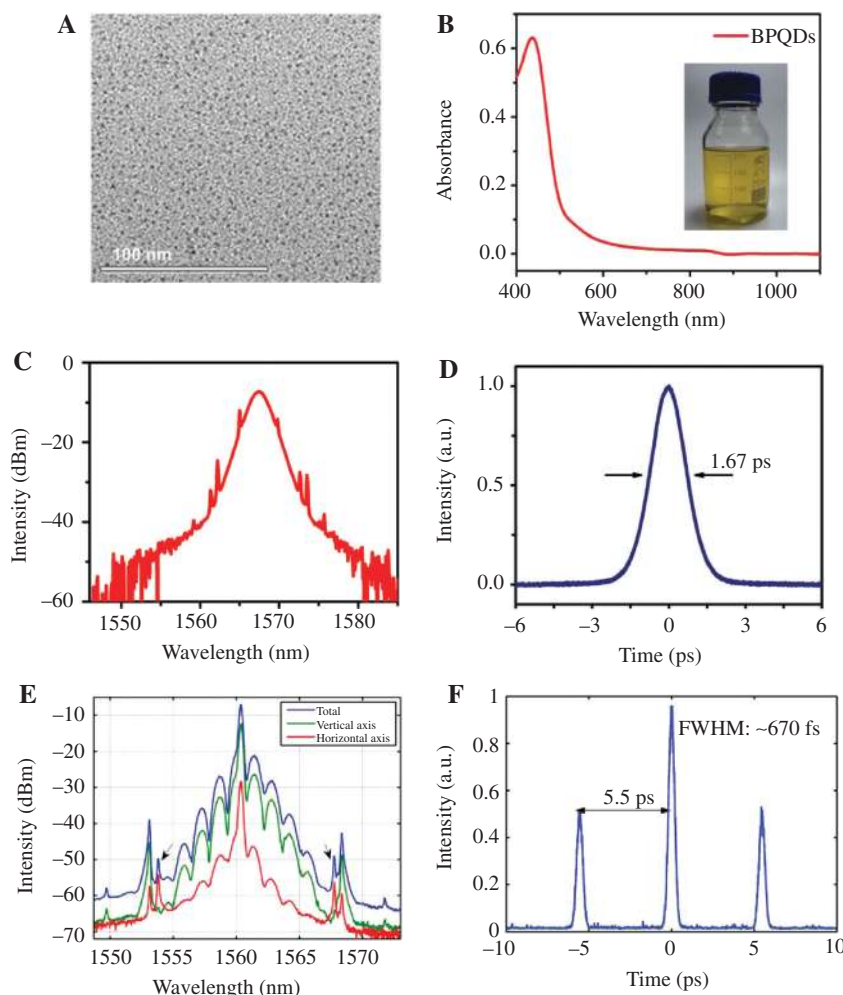 A
100 nm
B
0.6
0.4
0.2
0.0
Absorbance
BPQDs
400
600
800
1000
Wavelength (nm)
C
0
–20
–40
–60
Intensity (dBm)
1550
1560
1570
1580
Wavelength (nm)
D
1.0
0.5
0.0
Intensity (a.u.)
1.67 ps
–6
–3
0
3
6
Time (ps)
E
–10
–20
–30
–40
–50
–60
–70
Intensity (dBm)
Total
Vertical axis
Horizontal axis
1550
1555
1560
1565
1570
Wavelength (nm)
F
1
0.8
0.6
0.4
0.2
0
Intensity (a.u.)
FWHM: ~670 fs
5.5 ps
–10
–5
0
5
10
Time (ps)